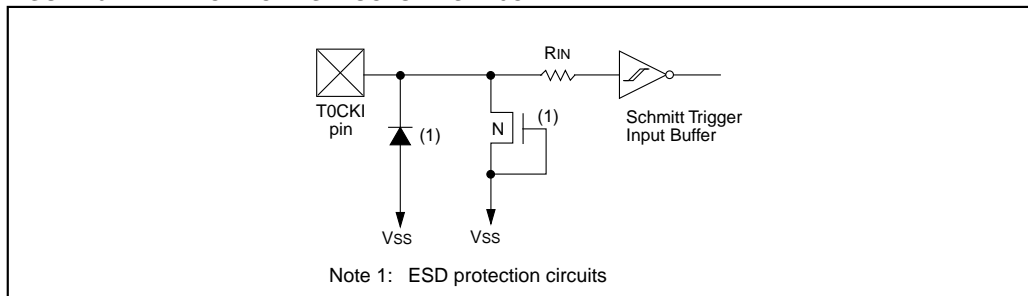 RIN
T0CKI
pin
(1)
N
(1)
Schmitt Trigger
Input Buffer
VSS
VSS
Note 1: ESD protection circuits